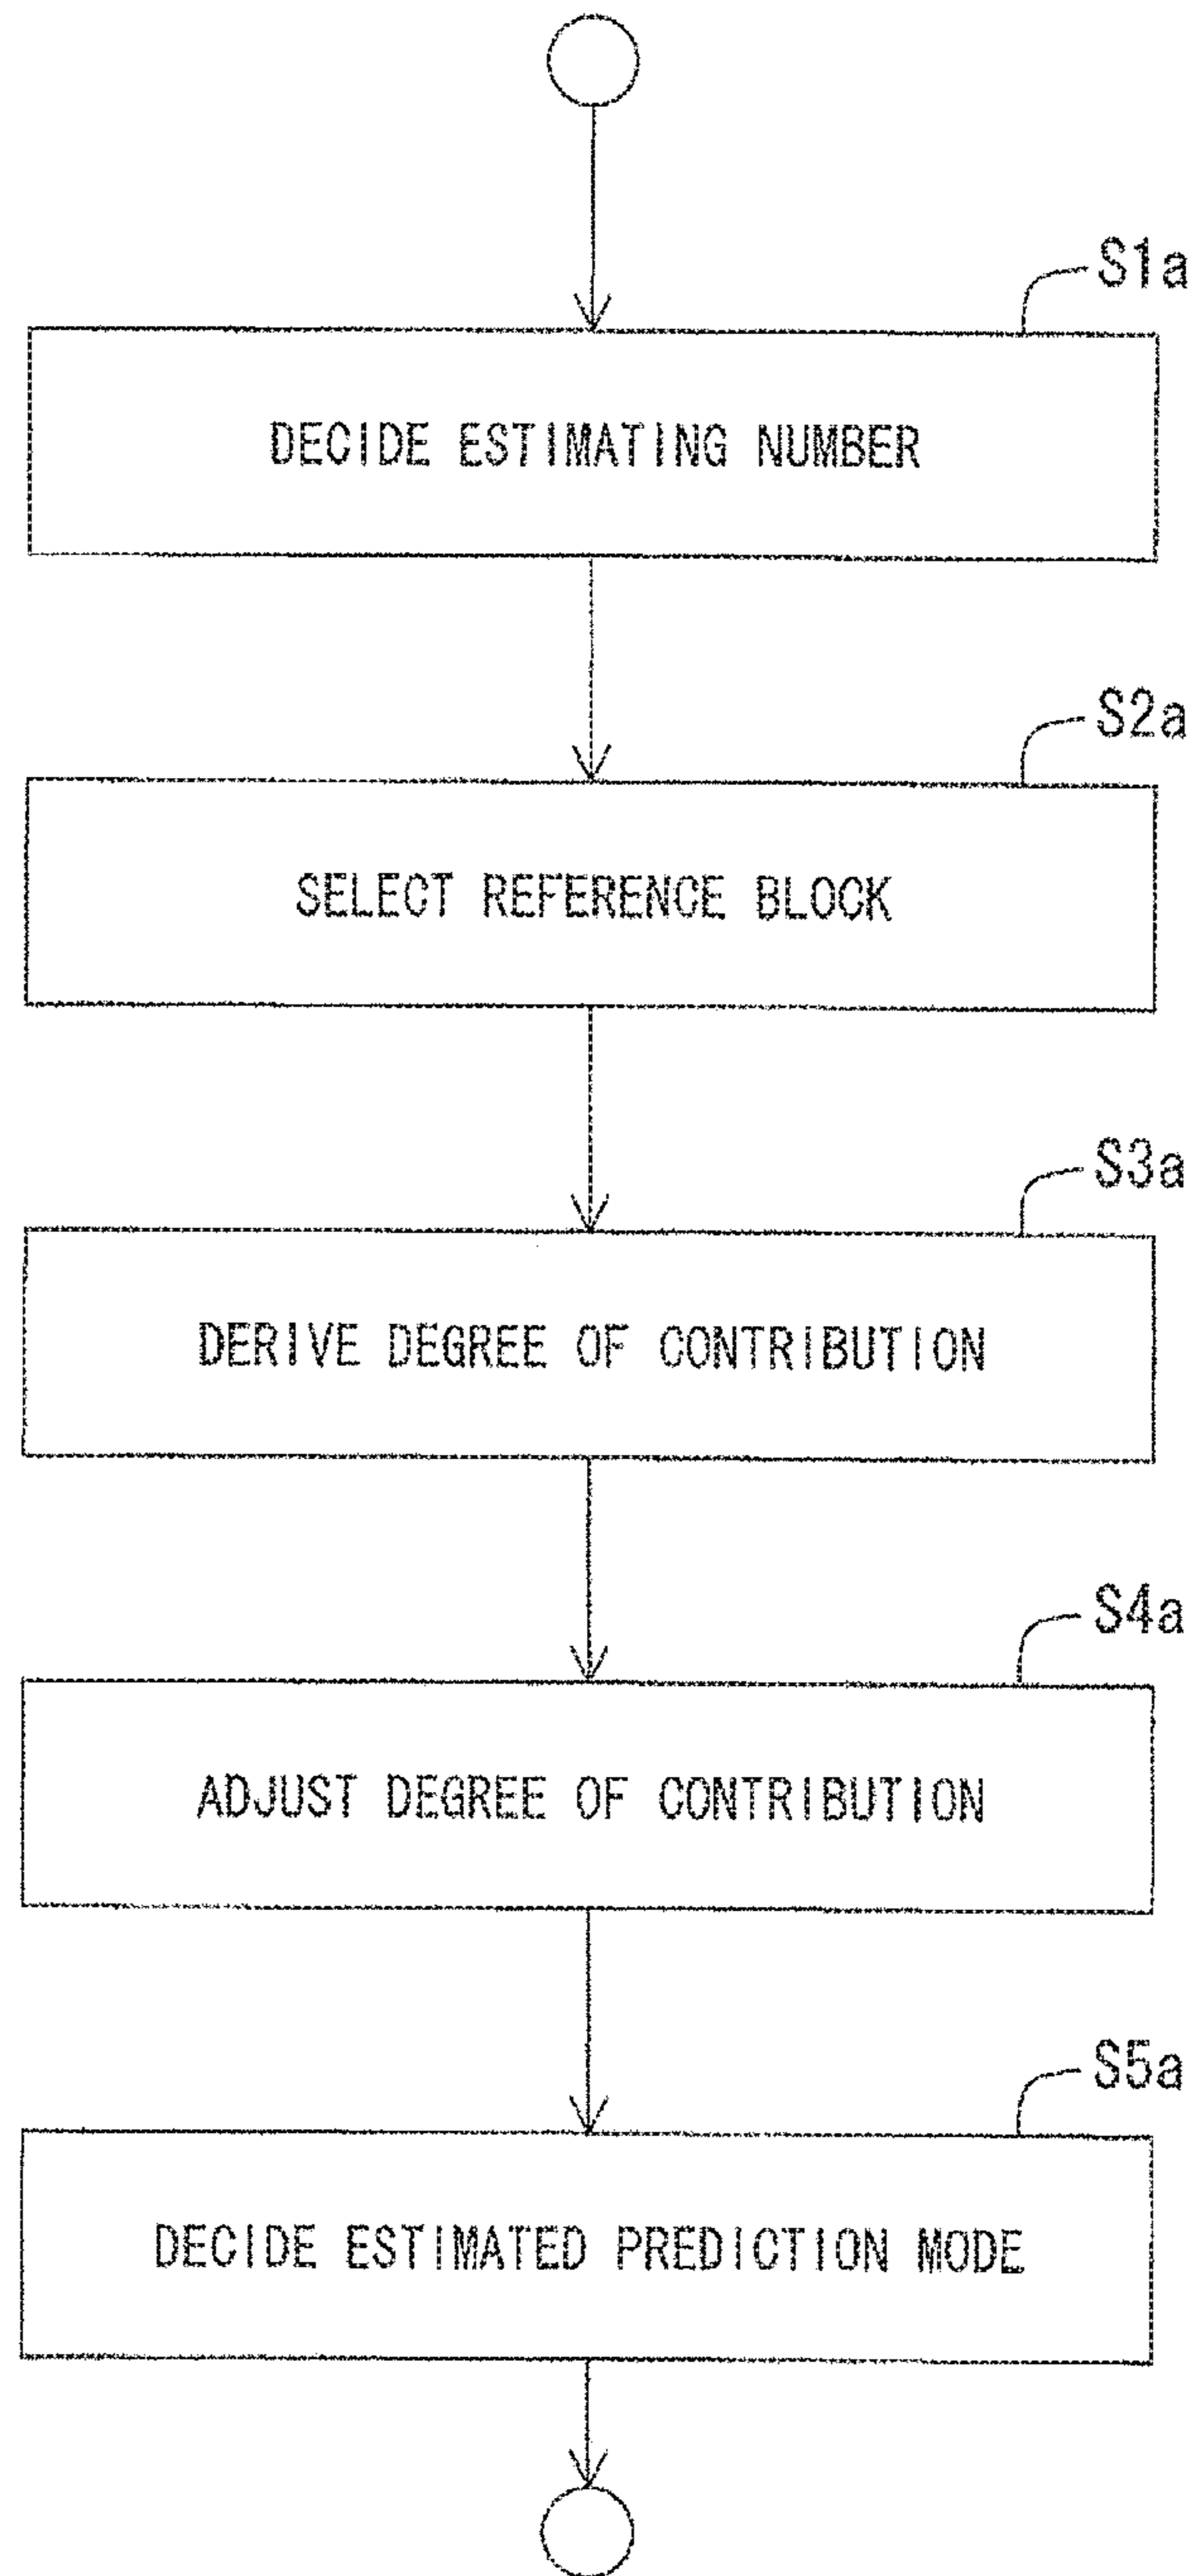 S1a
DECIDE ESTIMATING NUMBER
S2a
SELECT REFERENCE BLOCK
S3a
DERIVE DEGREE OF CONTRIBUTION
S4a
ADJUST DEGREE OF CONTRIBUTION
S5a
DECIDE ESTIMATED PREDICTION MODE